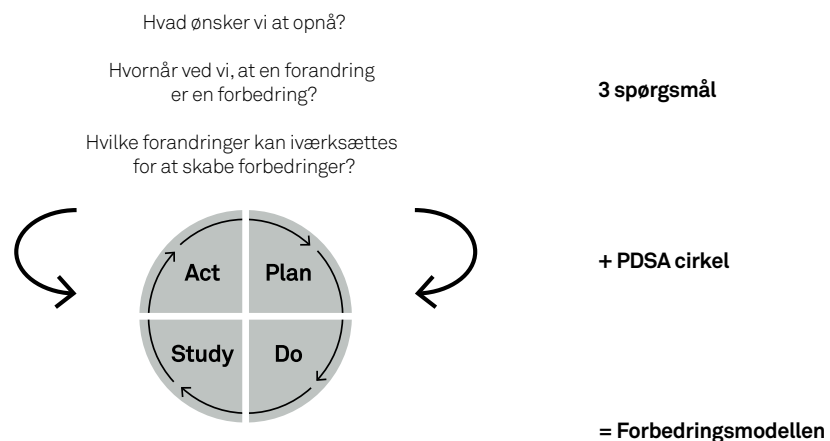 Hvad ønsker vi at opnå?
Hvornår ved vi, at en forandring
er en forbedring?
Hvilke forandringer kan iværksættes
for at skabe forbedringer?
3 spørgsmål
Act
Plan
Study
Do
+ PDSA cirkel
= Forbedringsmodellen